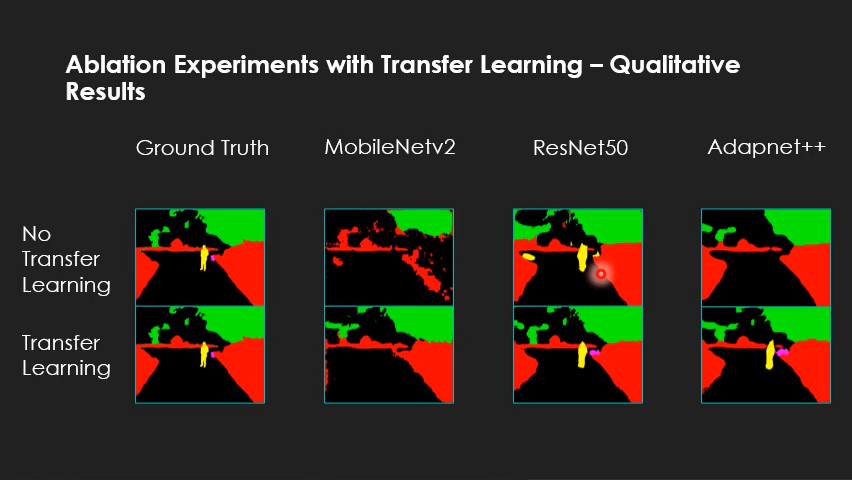 Ablation Experiments with Transfer Learning – Qualitative
Results
Ground Truth
MobileNetv2
ResNet50
Adapnet++
No
Transfer
Learning
Transfer
Learning